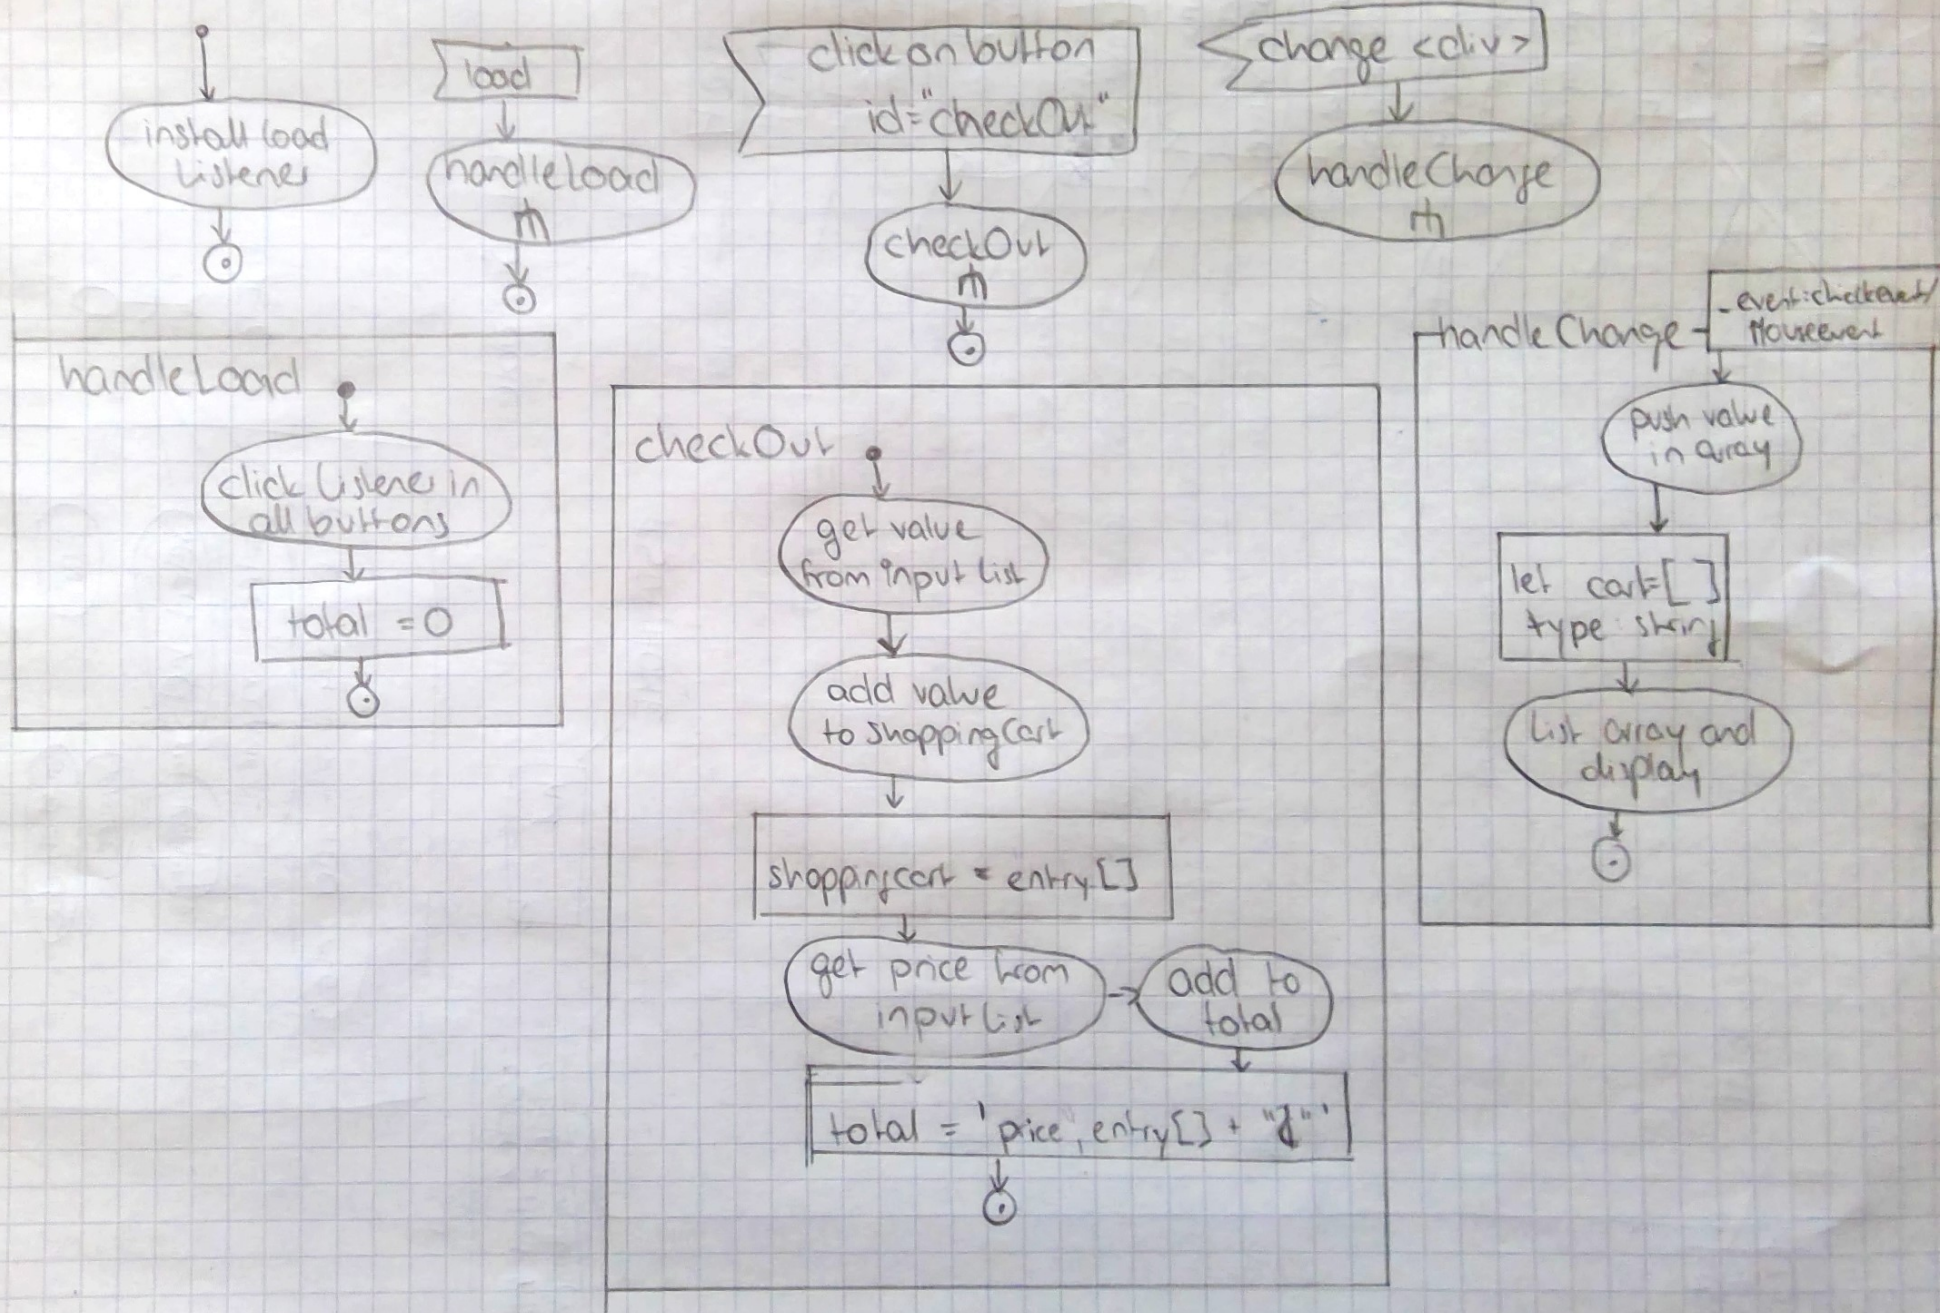 install load
Listener
load
handleLoad
click on button
id="checkOut"
change <div>
handleChange
checkOut
handleLoad
click Listener in
all buttons
total = 0
checkOut
get value
from input list
add value
to shoppingCart
shoppingcart = entry[]
get price from
input list
add to
total
total = 'price, entry[] +
handleChange
Mouseevent
push value
in array
let cart=[ ]
type: string
List array and
display